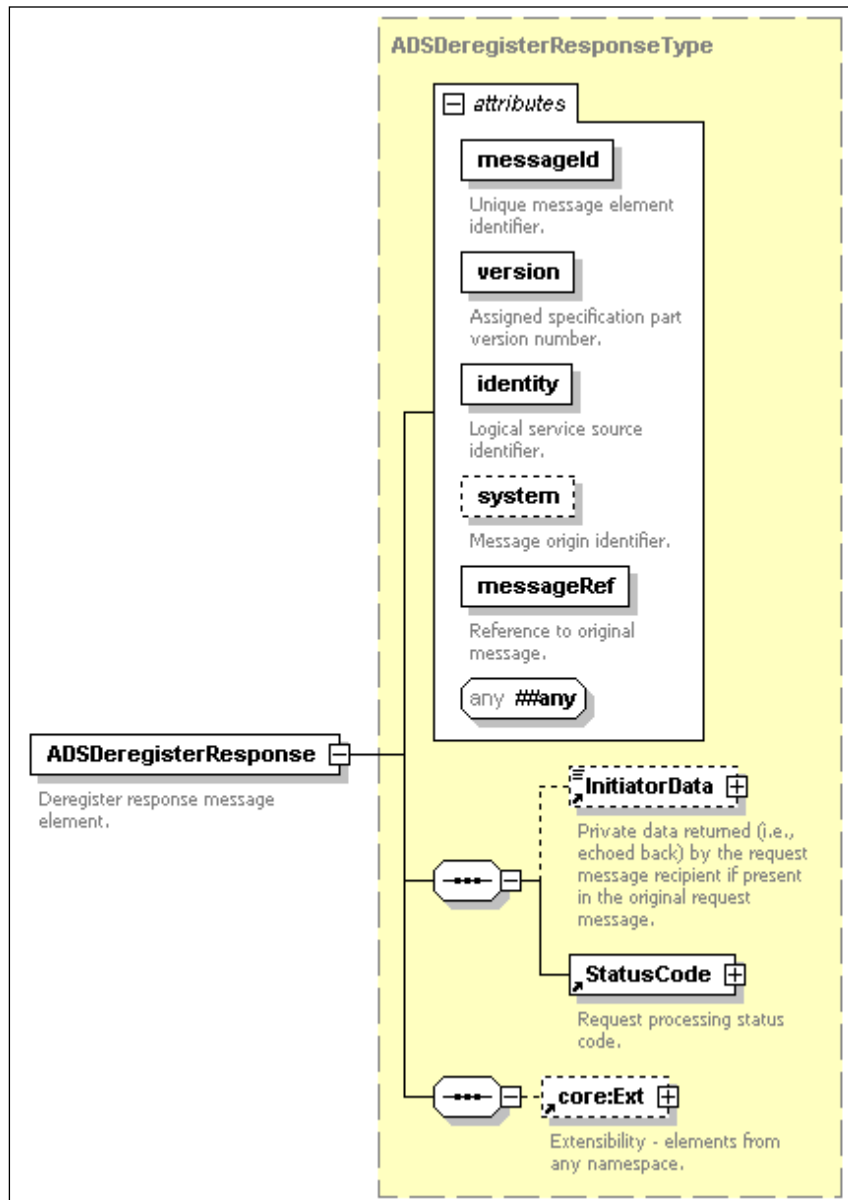 ADSDeregisterResponseType
attributes
messageId
Unique message element
identifier.
version
Assigned specification part
version number.
identity
Logical service source
identifier.
system
Message origin identifier.
messageRef
Reference to original
message.
any ##any
ADSDeregisterResponse
Deregister response message
element.
InitiatorData
Private data returned (i.e.,
echoed back) by the request
message recipient if present
in the original request
message.
StatusCode
Request processing status
code.
core:Ext
Extensibility - elements from
any namespace.